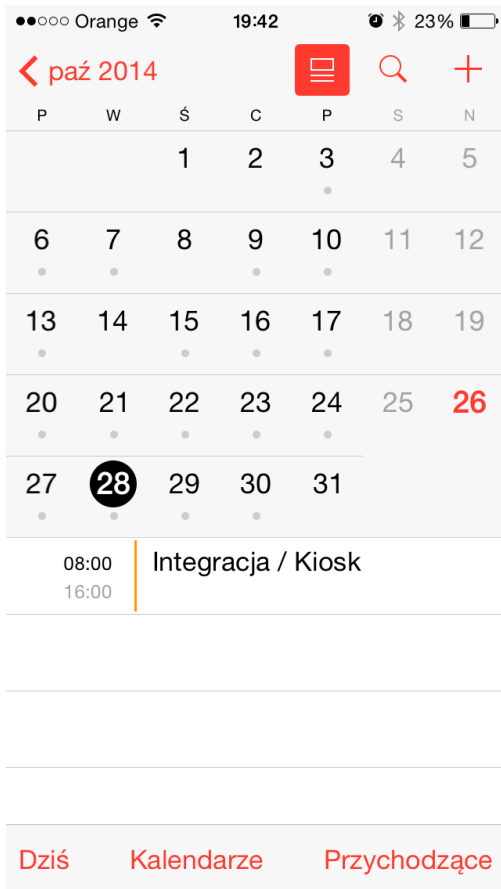 Orange 19:42 23%
paź 2014
P W Ś C P S N
1 2 3 4 5
6 7 8 9 10 11 12
13 14 15 16 17 18 19
20 21 22 23 24 25 26
27 28 29 30 31
08:00 Integracja / Kiosk
16:00
Dziś Kalendarze Przychodzące